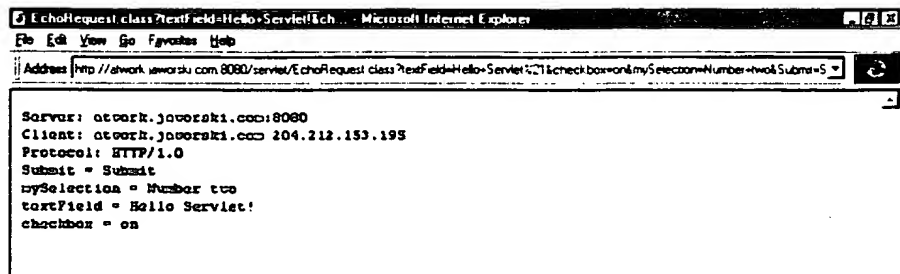 EchoRequest.class?textField=Hello+Servlet!&ch... - Microsoft Internet Explorer
File Edit View Go Favorites Help
Address http://atwork.jaworski.com:8080/servlet/EchoRequest.class?textField=Hello+Servlet%21&checkbox=on&mySelection=Number+two&Submit=S
Server: atwork.jaworski.com:8080
Client: atwork.jaworski.com 204.212.153.195
Protocol: HTTP/1.0
Submit = Submit
mySelection = Number two
textField = Hello Servlet!
checkbox = on